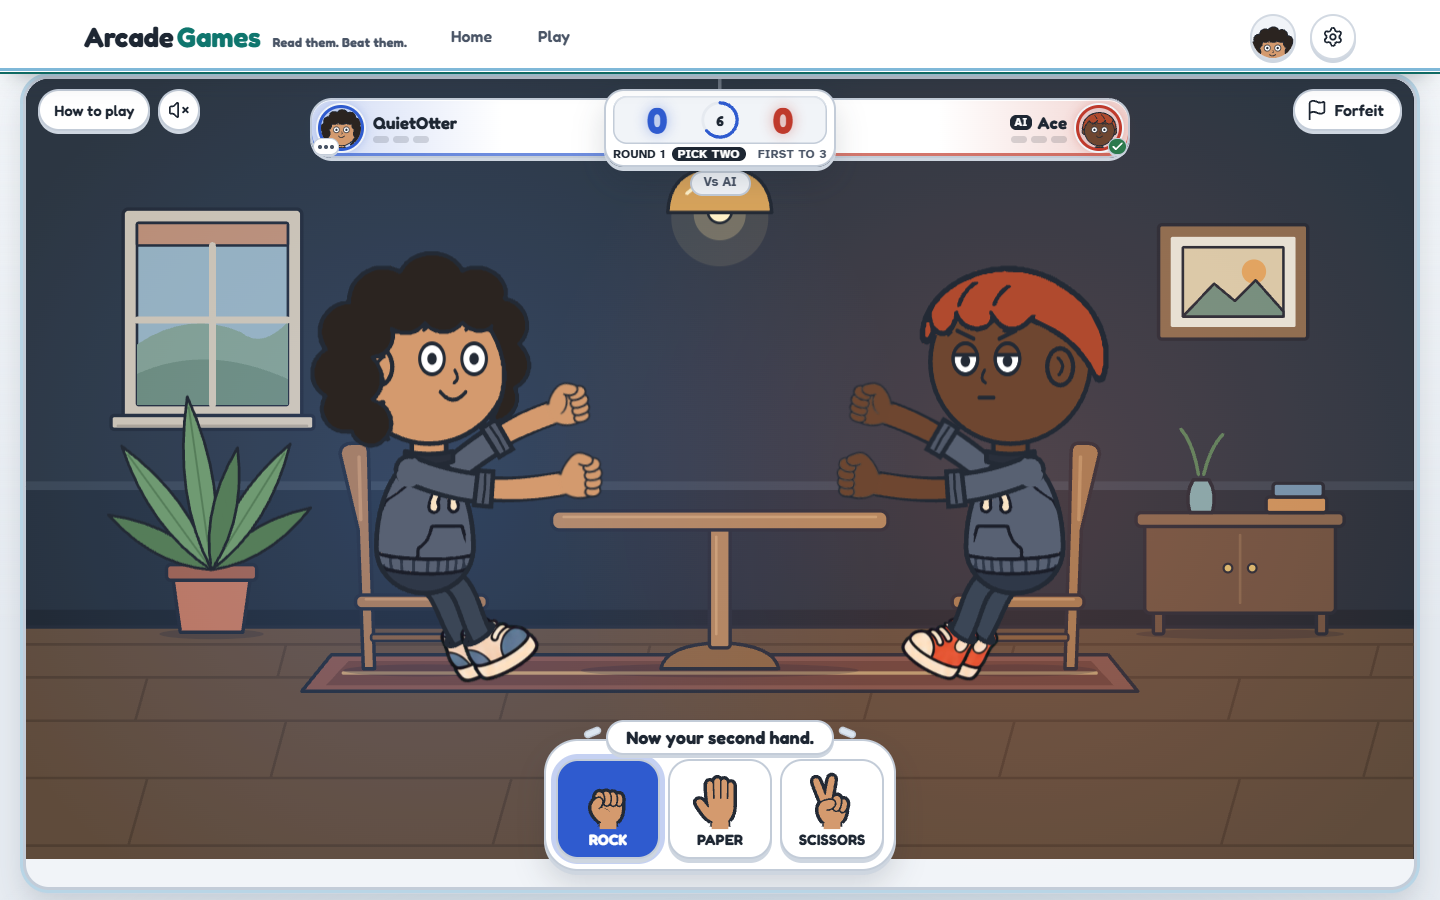 Arcade Games Read them. Beat them. Home Play
How to play
QuietOtter
0 6 0
ROUND 1 PICK TWO FIRST TO 3
AI Ace
Forfeit
Vs AI
Now your second hand.
ROCK PAPER SCISSORS